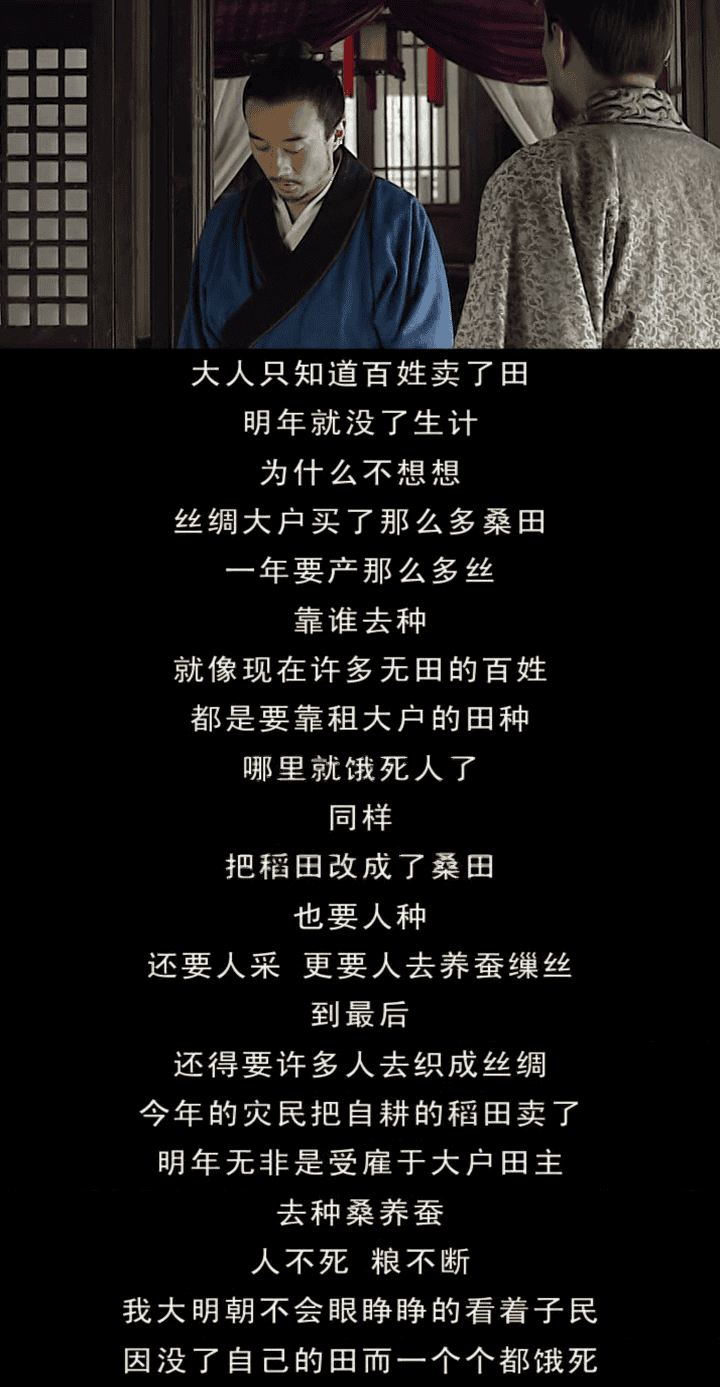 大人只知道百姓卖了田
明年就没了生计
为什么不想想
丝绸大户买了那么多桑田
一年要产那么多丝
靠谁去种
就像现在许多无田的百姓
都是要靠租大户的田种
哪里就饿死人了
同样
把稻田改成了桑田
也要人种
还要人采 更要人去养蚕缫丝
到最后
还得要许多人去织成丝绸
今年的灾民把自耕的稻田卖了
明年无非是受雇于大户田主
去种桑养蚕
人不死 粮不断
我大明朝不会眼睁睁的看着子民
因没了自己的田而一个个都饿死